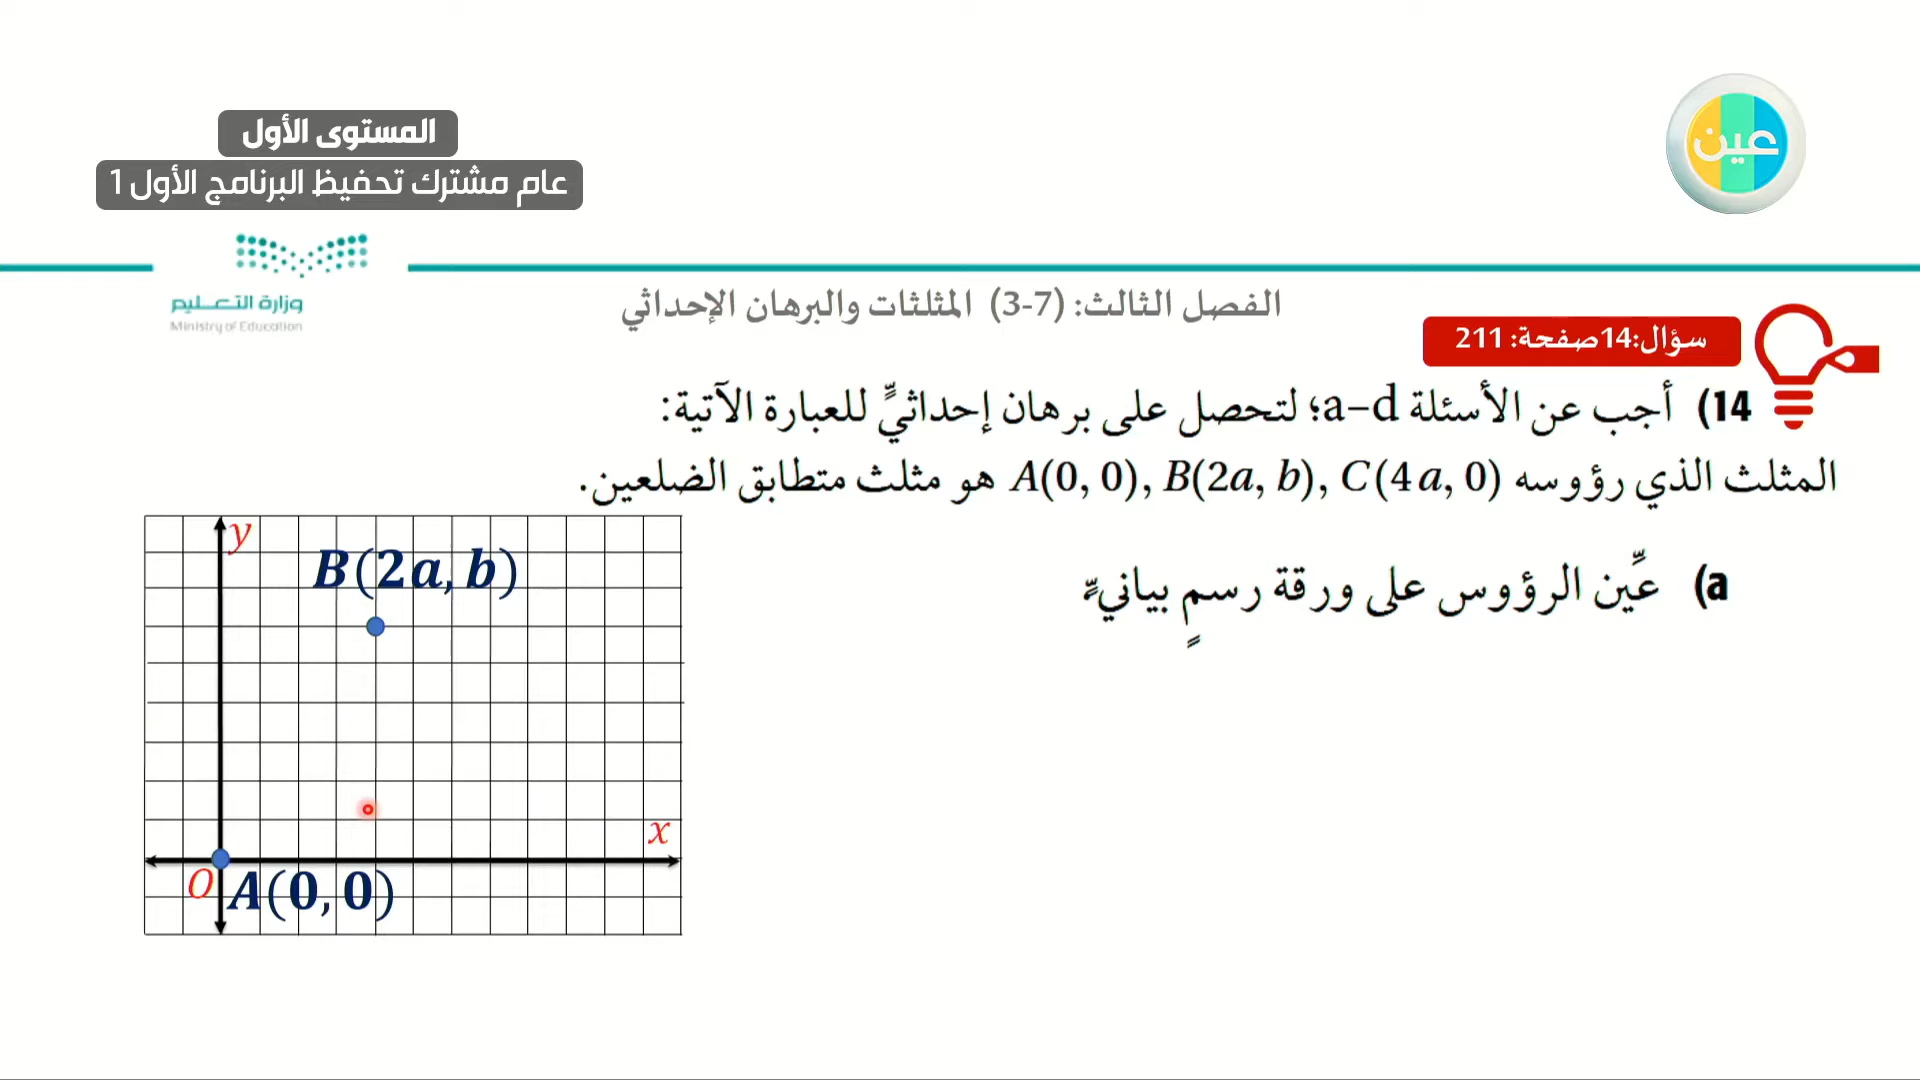 عين
المستوى الأول
عام مشترك تحفيظ البرنامج الأول 1
وزارة التعليم
Ministry of Education
الفصل الثالث: (7-3) المثلثات والبرهان الإحداثي
سؤال:14صفحة: 211
14) أجب عن الأسئلة a–d؛ لتحصل على برهان إحداثيٍّ للعبارة الآتية:
المثلث الذي رؤوسه A(0, 0), B(2a, b), C(4a, 0) هو مثلث متطابق الضلعين.
a) عيِّن الرؤوس على ورقة رسمٍ بيانيٍّ
y
B(2a, b)
x
O
A(0, 0)